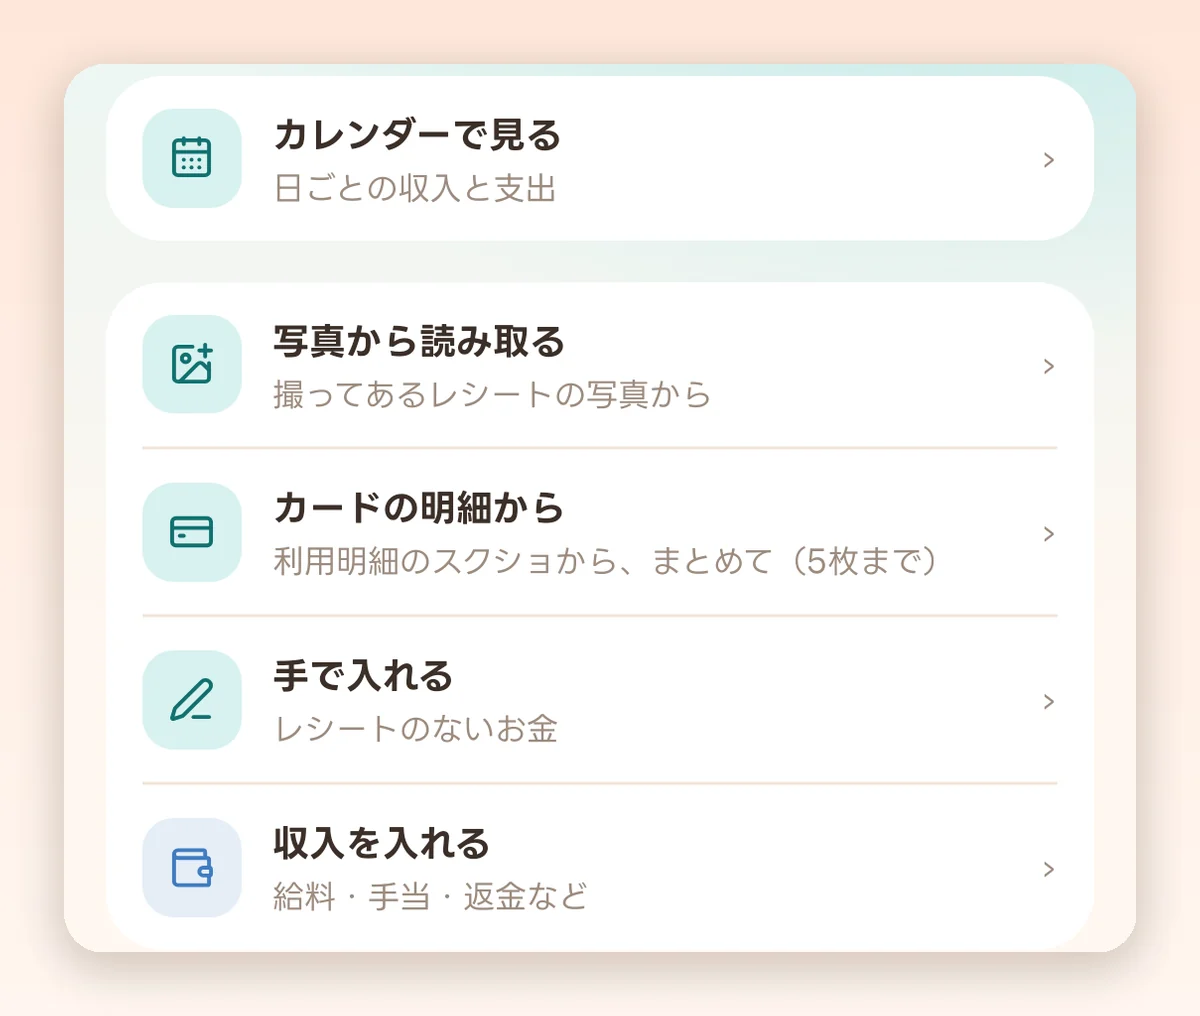 カレンダーで見る
日ごとの収入と支出
写真から読み取る
撮ってあるレシートの写真から
カードの明細から
利用明細のスクショから、まとめて（5枚まで）
手で入れる
レシートのないお金
収入を入れる
給料・手当・返金など